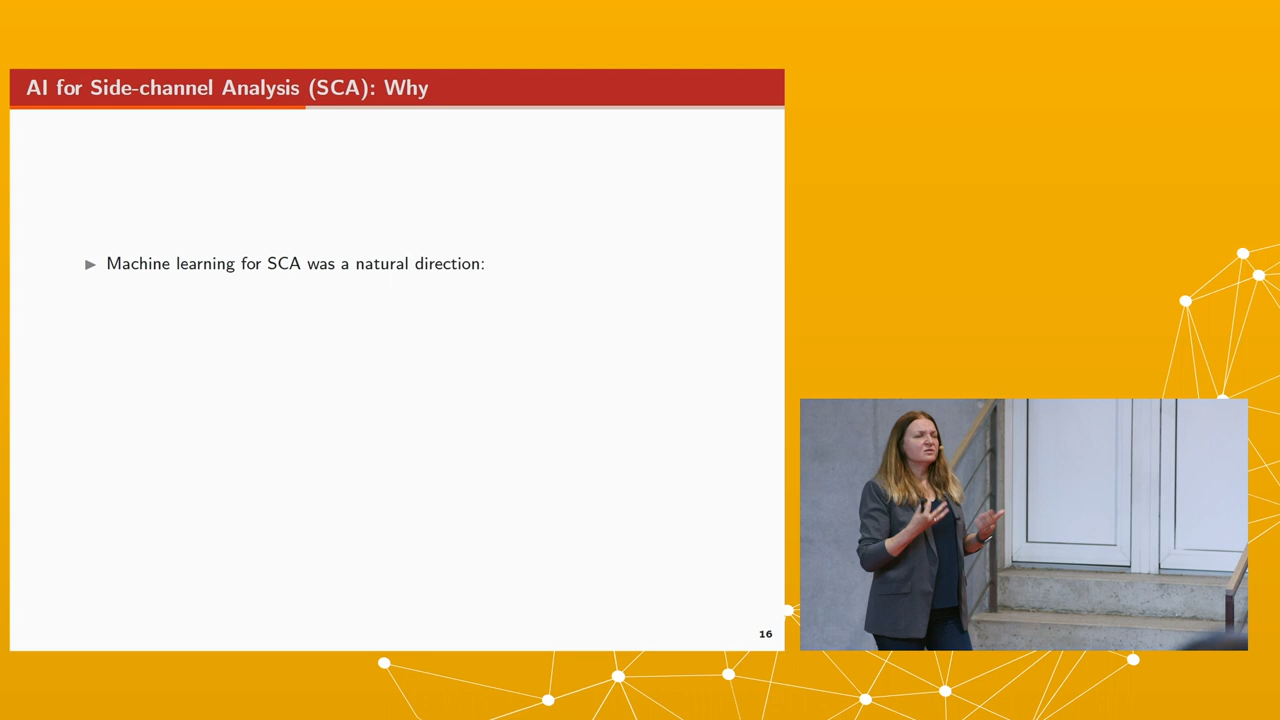 AI for Side-channel Analysis (SCA): Why
▶ Machine learning for SCA was a natural direction:
16